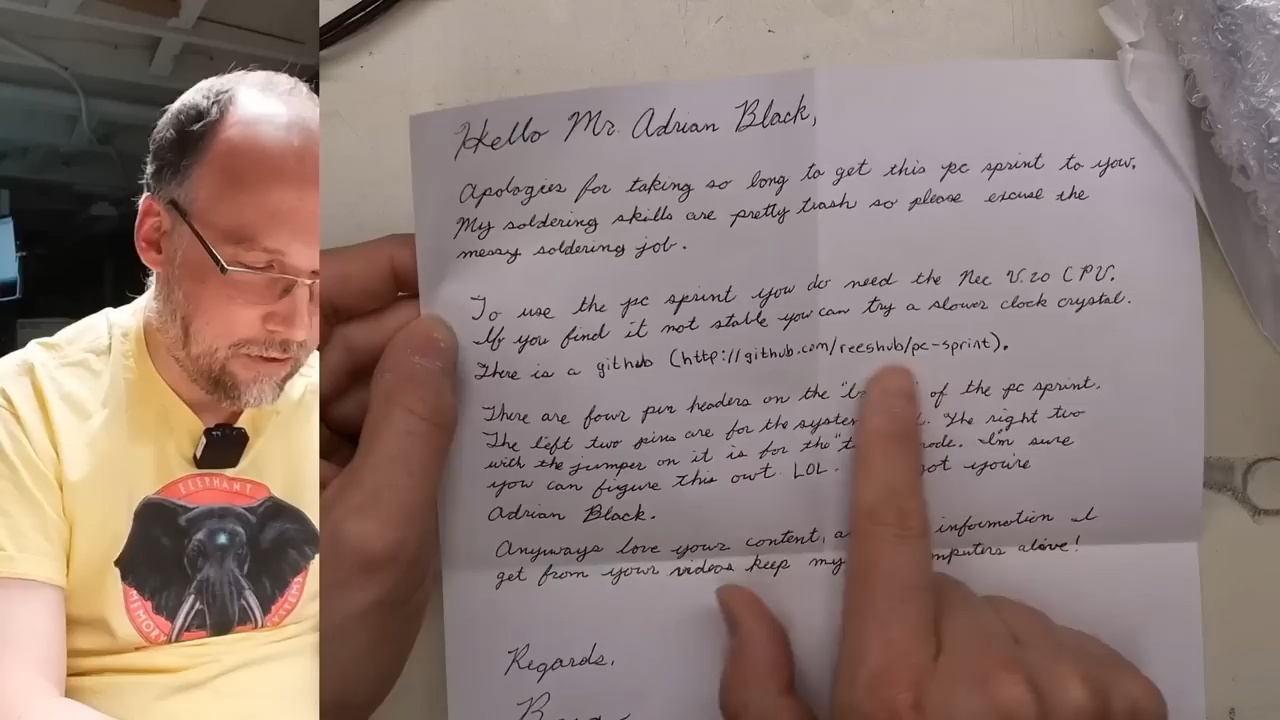 ELEPHANT
MEMORY SYSTEMS
Hello Mr. Adrian Black,
Apologies for taking so long to get this pc sprint to you.
My soldering skills are pretty trash so please excuse the
messy soldering job.
To use the pc sprint you do need the Nec V.20 CPU.
If you find it not stable you can try a slower clock crystal.
There is a github (http://github.com/reeshub/pc-sprint).
There are four pin headers on the of the pc sprint.
The left two pins are for the The right two
with the jumper on it is for the I'm sure
you can figure this out LOL. you're
Adrian Black.
Anyways love your content, information I
get from your videos keep my alive!
Regards,